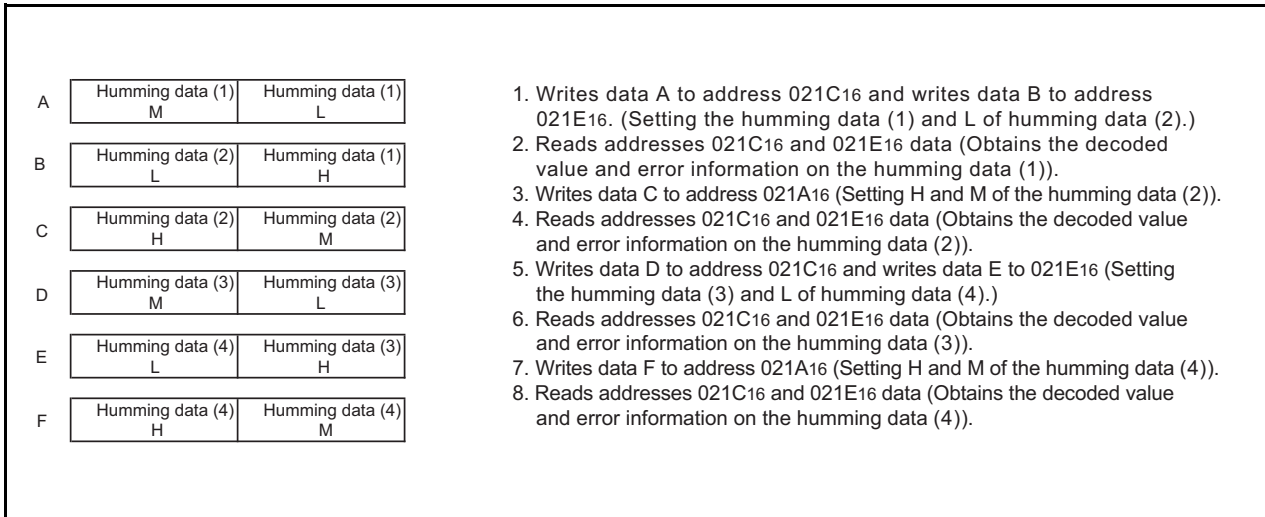 A
Humming data (1) Humming data (1)
M L
B
Humming data (2) Humming data (1)
L H
C
Humming data (2) Humming data (2)
H M
D
Humming data (3) Humming data (3)
M L
E
Humming data (4) Humming data (3)
L H
F
Humming data (4) Humming data (4)
H M
1. Writes data A to address 021C16 and writes data B to address
021E16. (Setting the humming data (1) and L of humming data (2).)
2. Reads addresses 021C16 and 021E16 data (Obtains the decoded
value and error information on the humming data (1)).
3. Writes data C to address 021A16 (Setting H and M of the humming data (2)).
4. Reads addresses 021C16 and 021E16 data (Obtains the decoded value
and error information on the humming data (2)).
5. Writes data D to address 021C16 and writes data E to 021E16 (Setting
the humming data (3) and L of humming data (4).)
6. Reads addresses 021C16 and 021E16 data (Obtains the decoded value
and error information on the humming data (3)).
7. Writes data F to address 021A16 (Setting H and M of the humming data (4)).
8. Reads addresses 021C16 and 021E16 data (Obtains the decoded value
and error information on the humming data (4)).